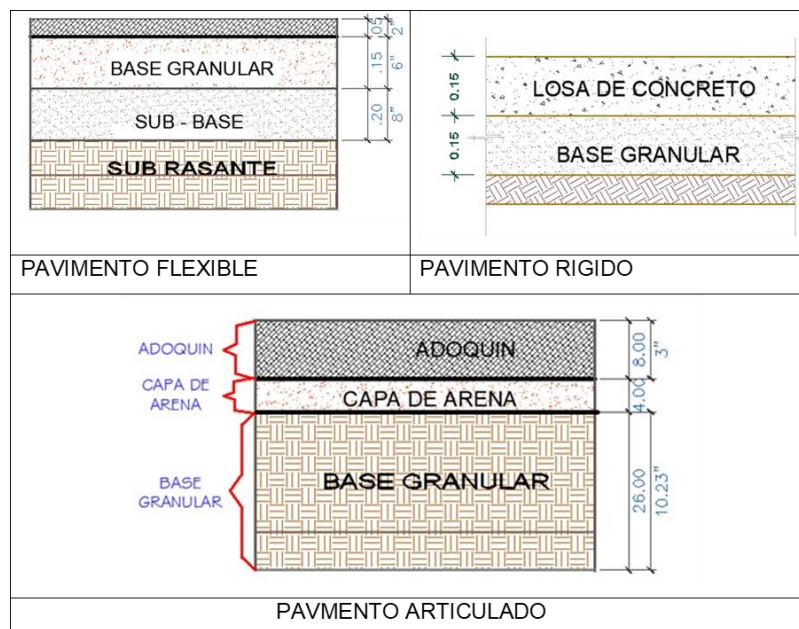 .05 2"
BASE GRANULAR
.15 6"
SUB - BASE
.20 8"
SUB RASANTE
PAVIMENTO FLEXIBLE
0.15
LOSA DE CONCRETO
0.15
BASE GRANULAR
PAVIMENTO RIGIDO
ADOQUIN
ADOQUIN
8.00 3"
CAPA DE
ARENA
CAPA DE ARENA
4.00
BASE
GRANULAR
BASE GRANULAR
26.00 10.23"
PAVMENTO ARTICULADO